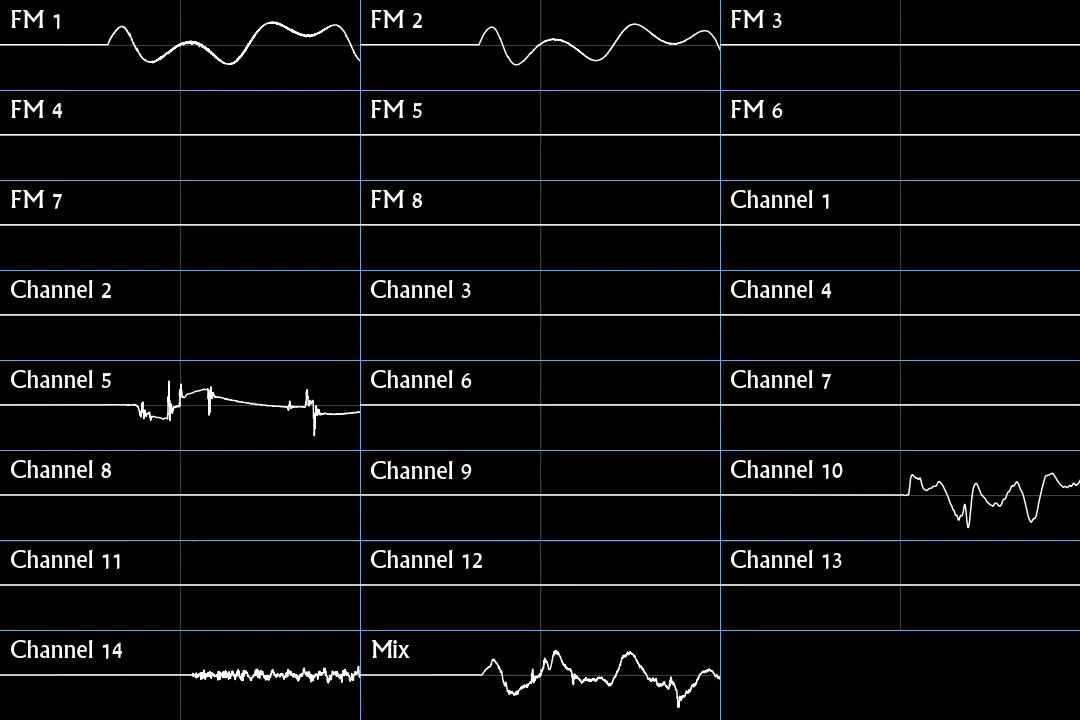 FM 1
FM 2
FM 3
FM 4
FM 5
FM 6
FM 7
FM 8
Channel 1
Channel 2
Channel 3
Channel 4
Channel 5
Channel 6
Channel 7
Channel 8
Channel 9
Channel 10
Channel 11
Channel 12
Channel 13
Channel 14
Mix